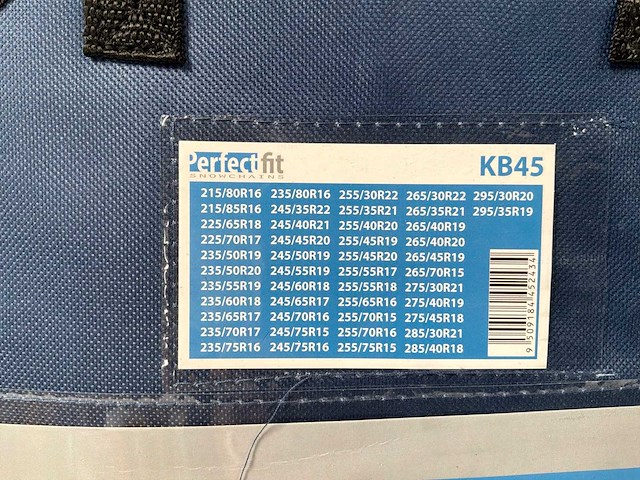 Perfectfit
SNOWCHAINS
KB45
215/80R16 235/80R16 255/30R22 265/30R22 295/30R20
215/85R16 245/35R22 255/35R21 265/35R21 295/35R19
225/65R18 245/40R21 255/40R20 265/40R19
225/70R17 245/45R20 255/45R19 265/40R20
235/50R19 245/50R19 255/45R20 265/45R19
235/50R20 245/55R19 255/55R17 265/70R15
235/55R19 245/60R18 255/55R18 275/30R21
235/60R18 245/65R17 255/65R16 275/40R19
235/65R17 245/70R16 255/70R15 275/45R18
235/70R17 245/75R15 255/70R16 285/30R21
235/75R16 245/75R16 255/75R15 285/40R18
9 509184 452434